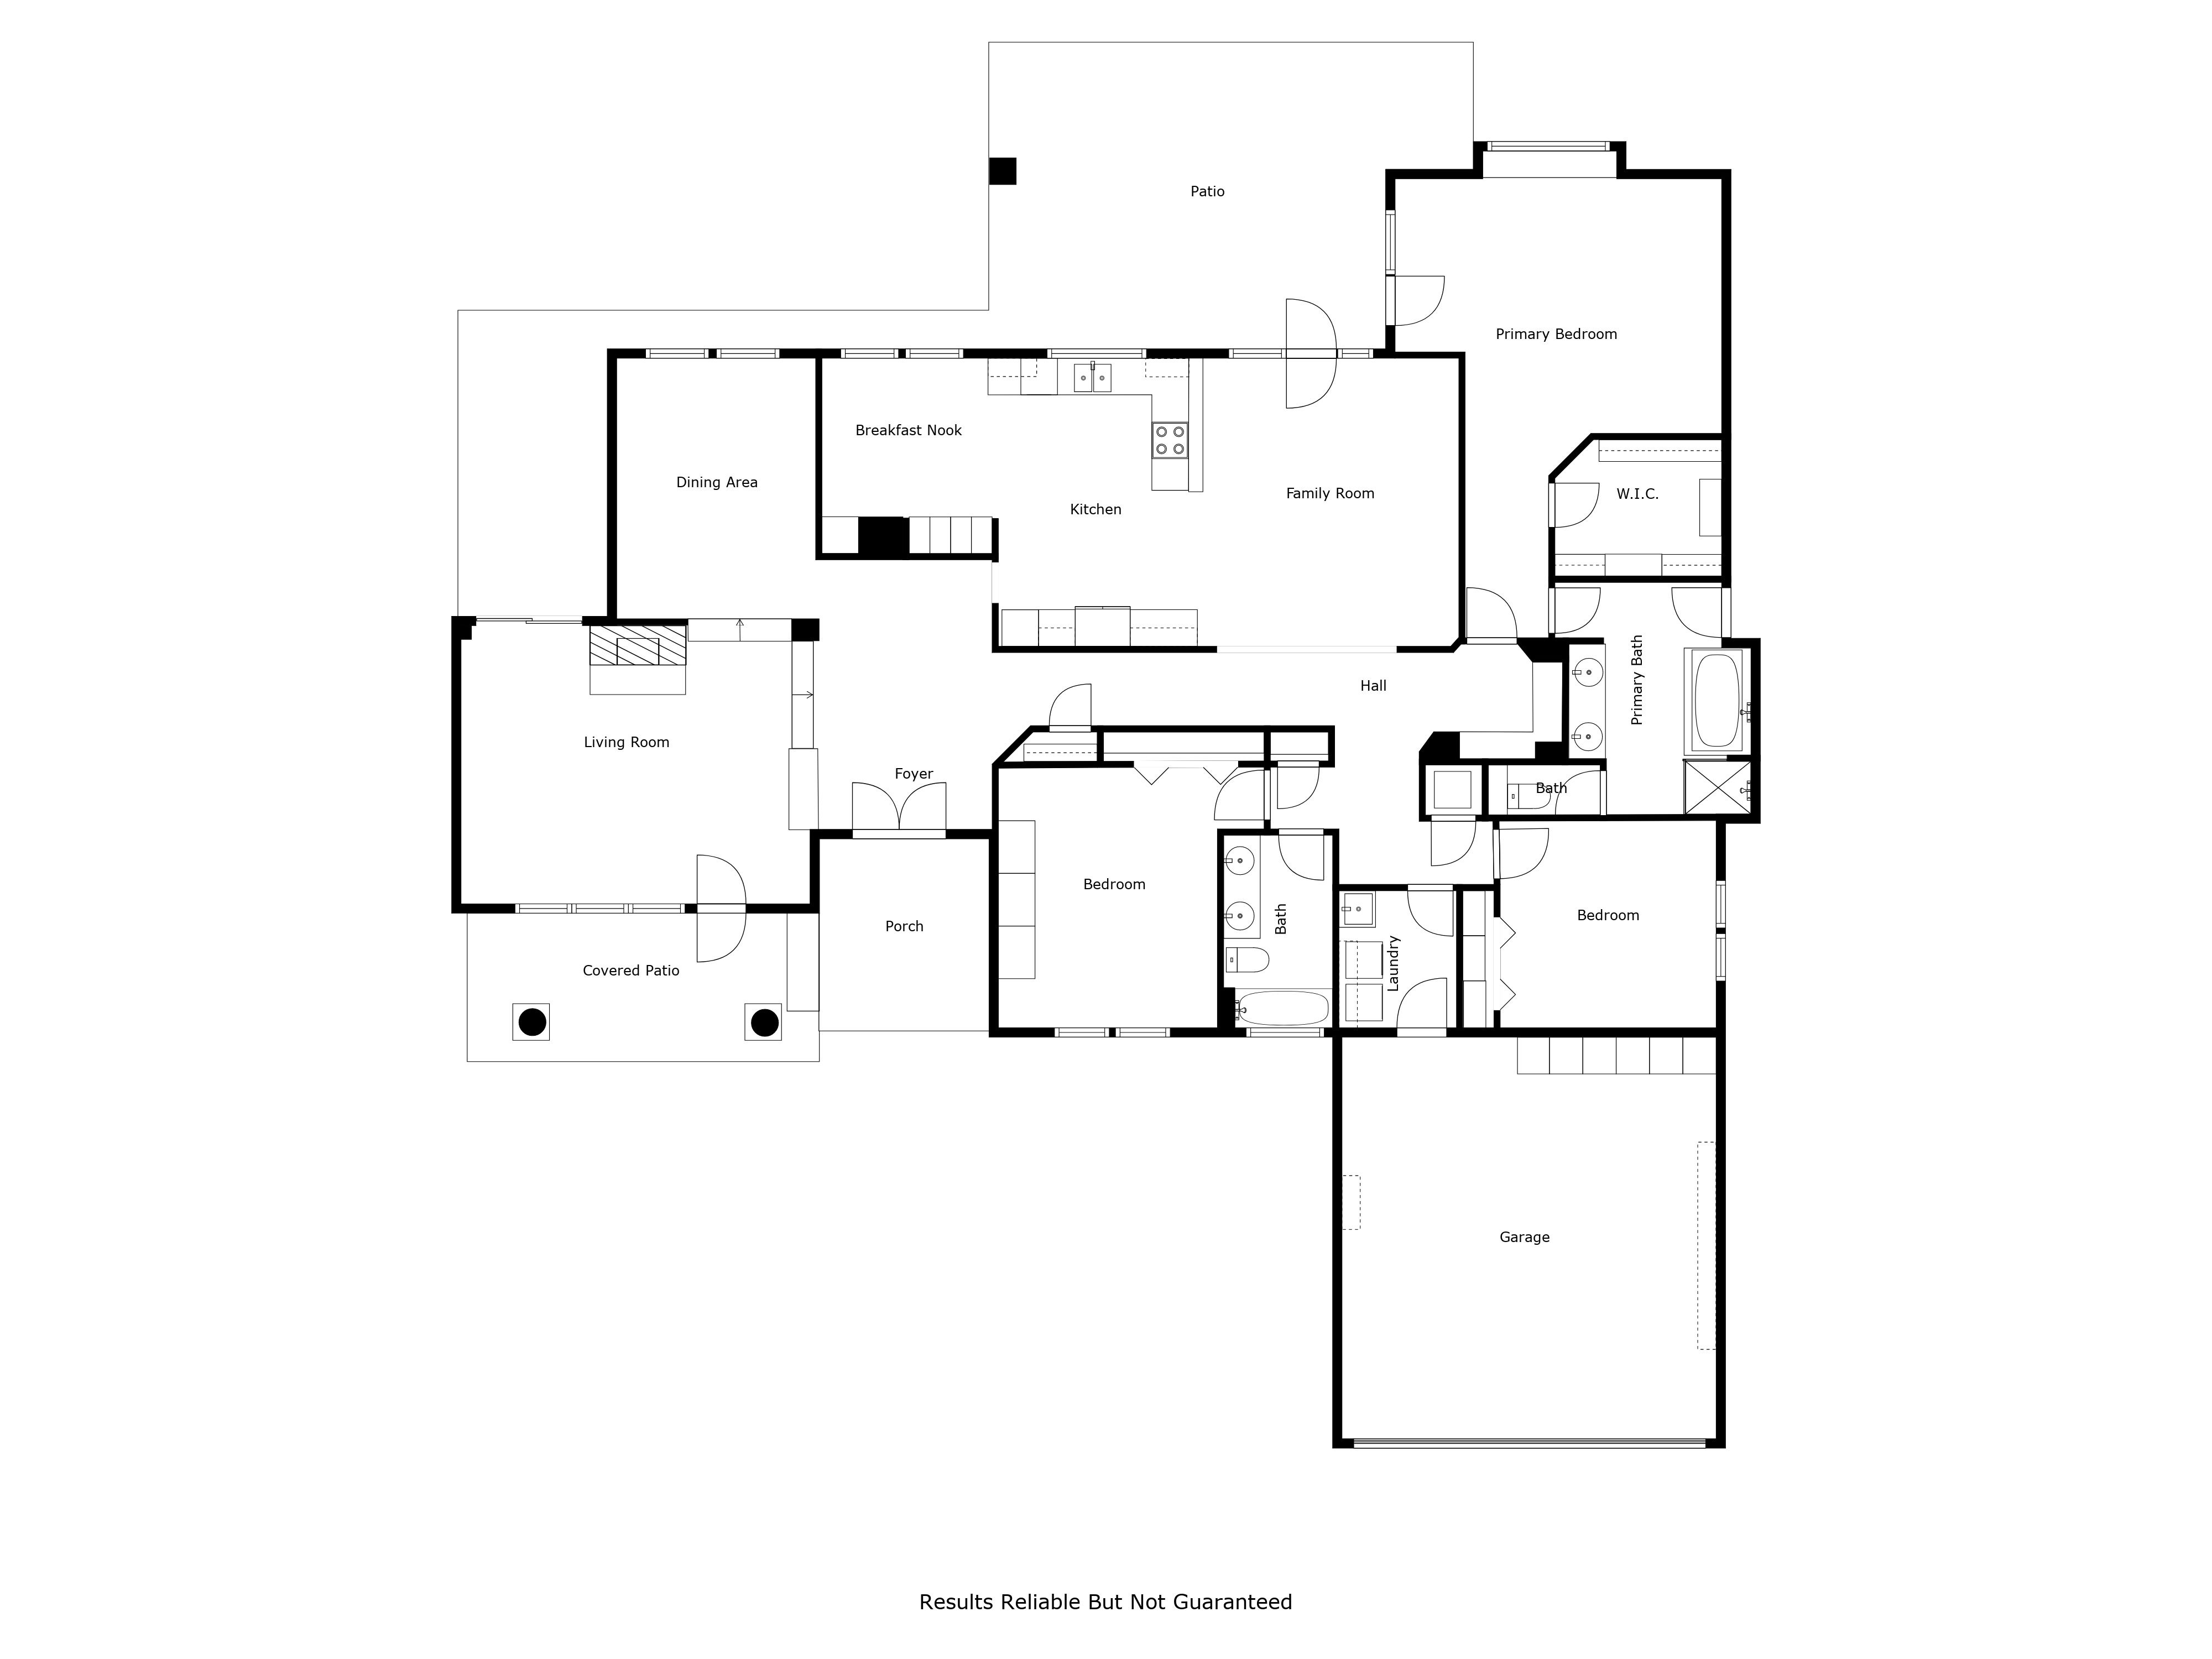 Patio
Primary Bedroom
Breakfast Nook
Dining Area
Family Room
W.I.C.
Kitchen
Primary Bath
Hall
Living Room
Foyer
Bath
Bedroom
Bath
Bedroom
Porch
Laundry
Covered Patio
Garage
Results Reliable But Not Guaranteed